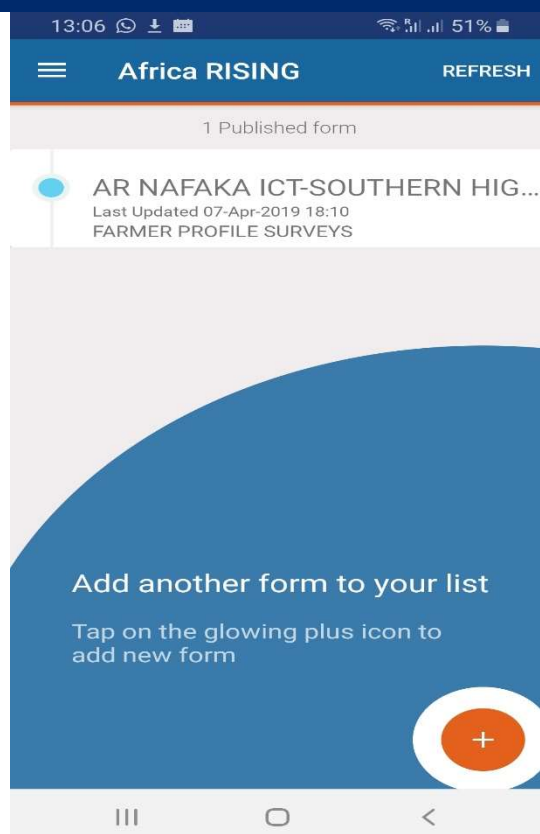 13:06 51%
Africa RISING REFRESH
1 Published form
AR NAFAKA ICT-SOUTHERN HIG...
Last Updated 07-Apr-2019 18:10
FARMER PROFILE SURVEYS
Add another form to your list
Tap on the glowing plus icon to
add new form
+